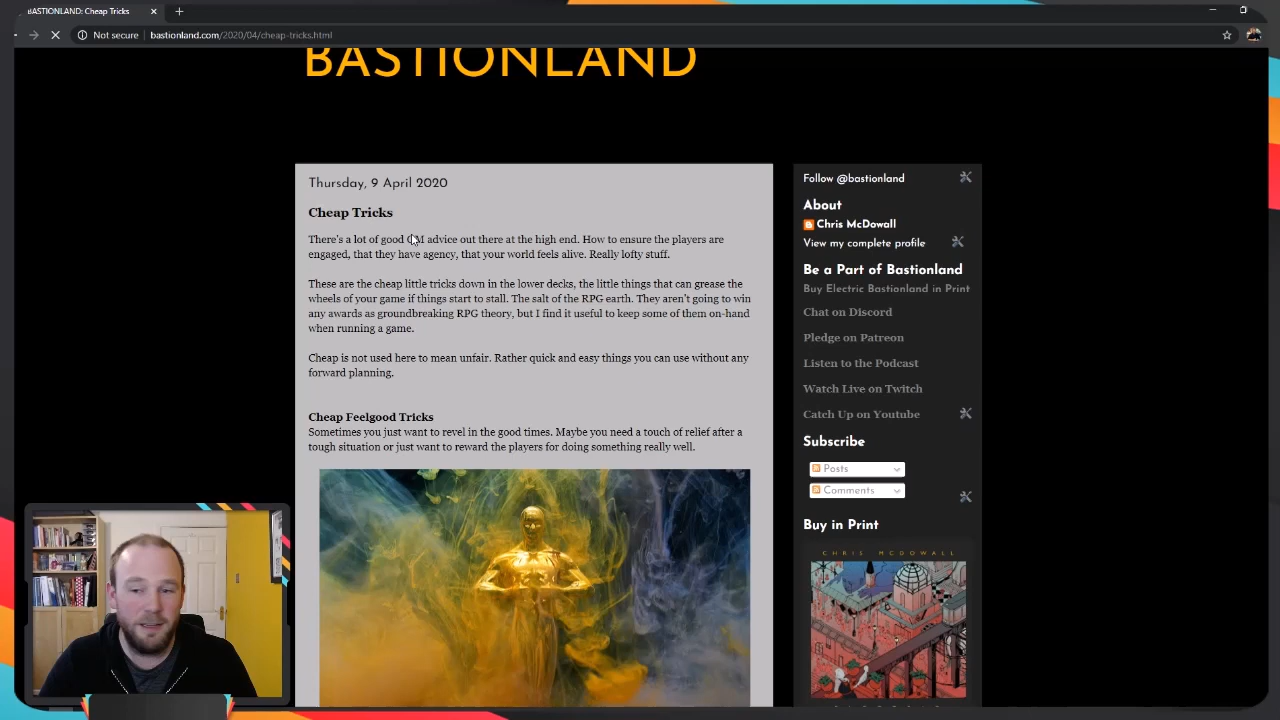 BASTIONLAND: Cheap Tricks
Not secure
bastionland.com/2020/04/cheap-tricks.html
BASTIONLAND
Thursday, 9 April 2020
Cheap Tricks
There's a lot of good GM advice out there at the high end. How to ensure the players are
engaged, that they have agency, that your world feels alive. Really lofty stuff.
These are the cheap little tricks down in the lower decks, the little things that can grease the
wheels of your game if things start to stall. The salt of the RPG earth. They aren't going to win
any awards as groundbreaking RPG theory, but I find it useful to keep some of them on-hand
when running a game.
Cheap is not used here to mean unfair. Rather quick and easy things you can use without any
forward planning.
Cheap Feelgood Tricks
Sometimes you just want to revel in the good times. Maybe you need a touch of relief after a
tough situation or just want to reward the players for doing something really well.
Follow @bastionland
About
Chris McDowall
View my complete profile
Be a Part of Bastionland
Buy Electric Bastionland in Print
Chat on Discord
Pledge on Patreon
Listen to the Podcast
Watch Live on Twitch
Catch Up on Youtube
Subscribe
Posts
Comments
Buy in Print
CHRIS MCDOWALL